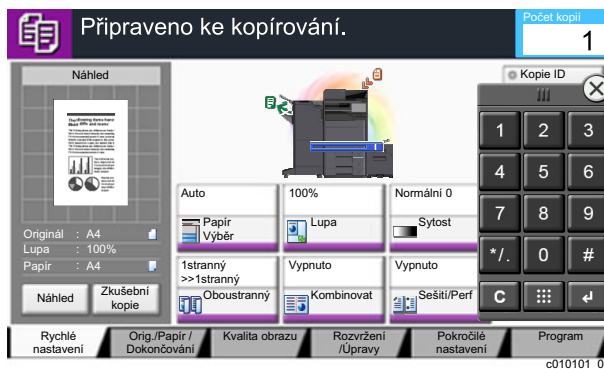 Připraveno ke kopírování.
Počet kopií
1
Náhled
Kopie ID
Originál : A4
Lupa : 100%
Papír : A4
Náhled
Zkušební
kopie
Auto
Papír
Výběr
100%
Lupa
Normální 0
Sytost
1stranný
>>1stranný
Oboustranný
Vypnuto
Kombinovat
Vypnuto
Sešití/Perf
1 2 3
4 5 6
7 8 9
*/. 0 #
C
Rychlé
nastavení
Orig./Papír /
Dokončování
Kvalita obrazu
Rozvržení
/Úpravy
Pokročilé
nastavení
Program
c010101_0